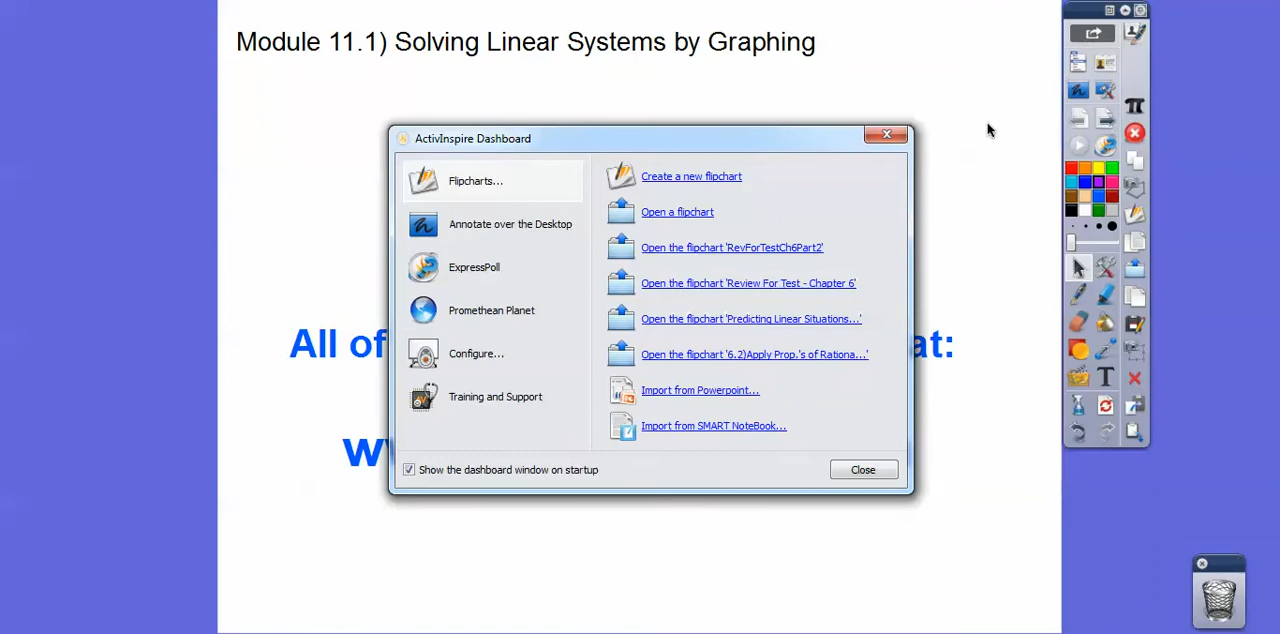 Module 11.1) Solving Linear Systems by Graphing
ActivInspire Dashboard
Flipcharts...
Annotate over the Desktop
ExpressPoll
Promethean Planet
Configure...
Training and Support
Create a new flipchart
Open a flipchart
Open the flipchart 'RevForTestCh6Part2'
Open the flipchart 'Review For Test - Chapter 6'
Open the flipchart 'Predicting Linear Situations...'
Open the flipchart '6.2)Apply Prop.'s of Rationa...'
Import from Powerpoint...
Import from SMART NoteBook...
Show the dashboard window on startup
Close
All of
at: